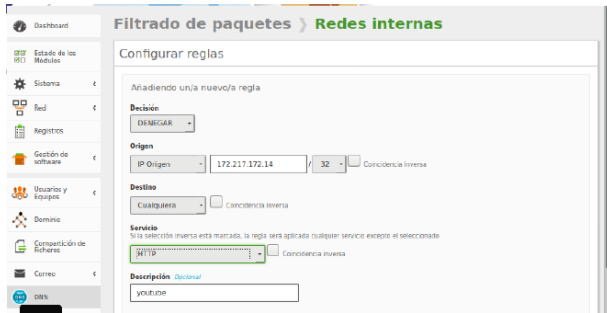 Dashboard
Filtrado de paquetes ⟩ Redes internas
Estado de los
Módulos
Configurar reglas
Sistema
Añadiendo un/a nuevo/a regla
Red
Decisión
DENEGAR
Registros
Origen
Gestión de
software
IP Origen 172.217.172.14 / 32 Coincidencia inversa
Usuarios y
Equipos
Destino
Cualquiera Coincidencia inversa
Dominio
Servicio
Si la selección inversa está marcada, la regla será aplicada cualquier servicio excepto el seleccionado
Compartición de
ficheros
HTTP Coincidencia inversa
Correo
Descripción Opcional
DNS
youtube